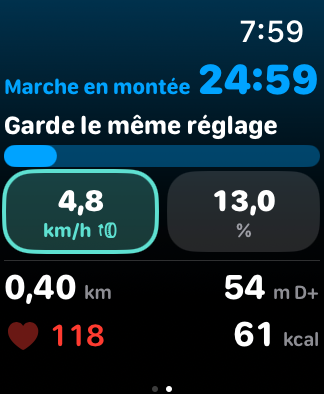 7:59
Marche en montée 24:59
Garde le même réglage
4,8 13,0
km/h %
0,40 km 54 m D+
118 61 kcal